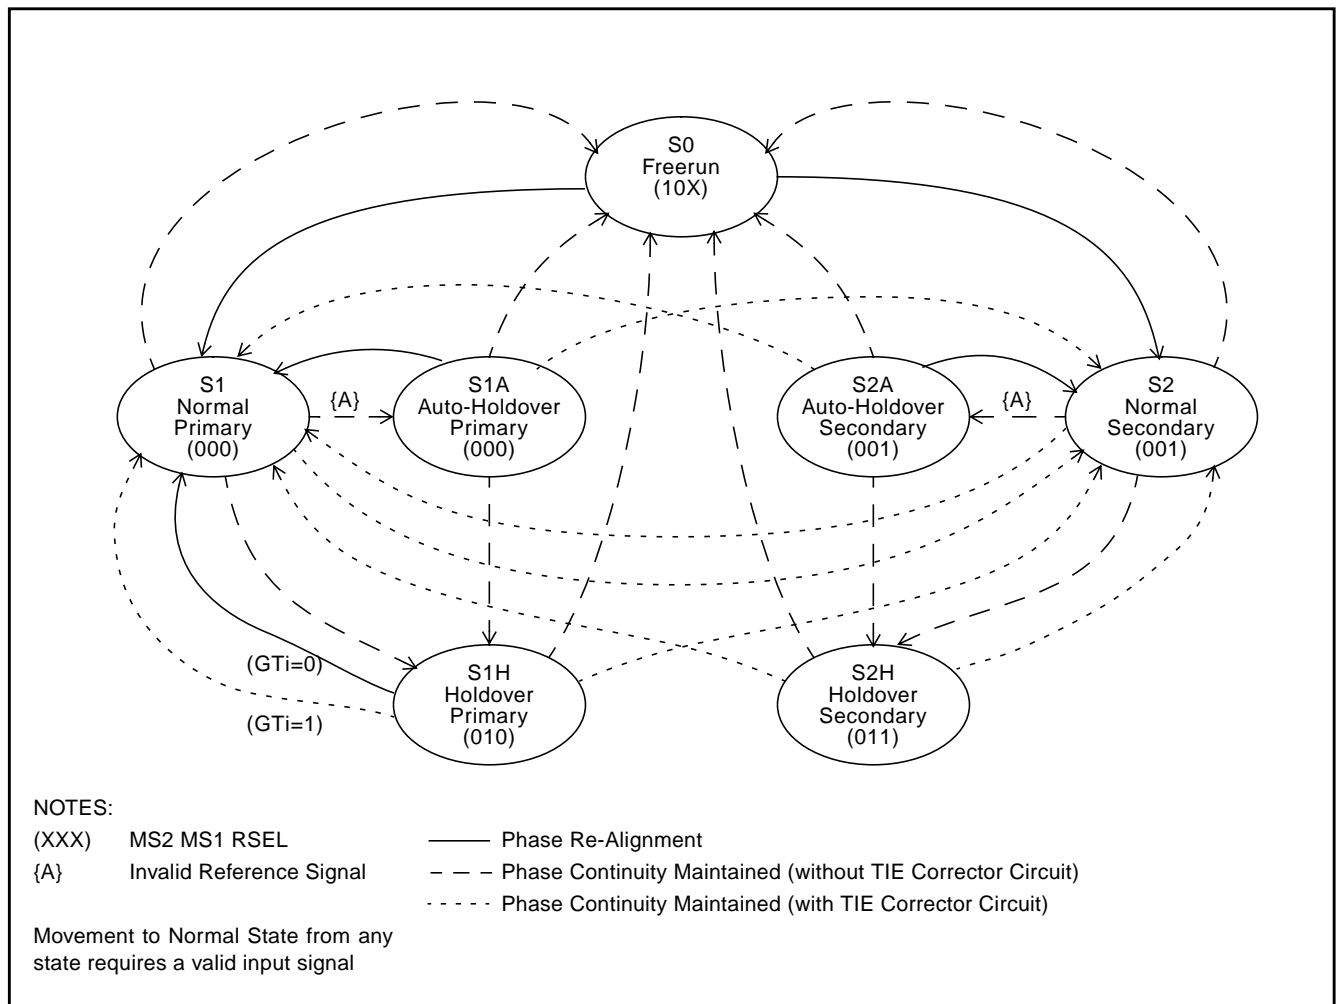 S0
Freerun
(10X)
S1
Normal
Primary
(000)
{A}
S1A
Auto-Holdover
Primary
(000)
S2A
Auto-Holdover
Secondary
(001)
{A}
S2
Normal
Secondary
(001)
(GTi=0)
(GTi=1)
S1H
Holdover
Primary
(010)
S2H
Holdover
Secondary
(011)
NOTES:
(XXX) MS2 MS1 RSEL
{A} Invalid Reference Signal
Phase Re-Alignment
Phase Continuity Maintained (without TIE Corrector Circuit)
Phase Continuity Maintained (with TIE Corrector Circuit)
Movement to Normal State from any
state requires a valid input signal